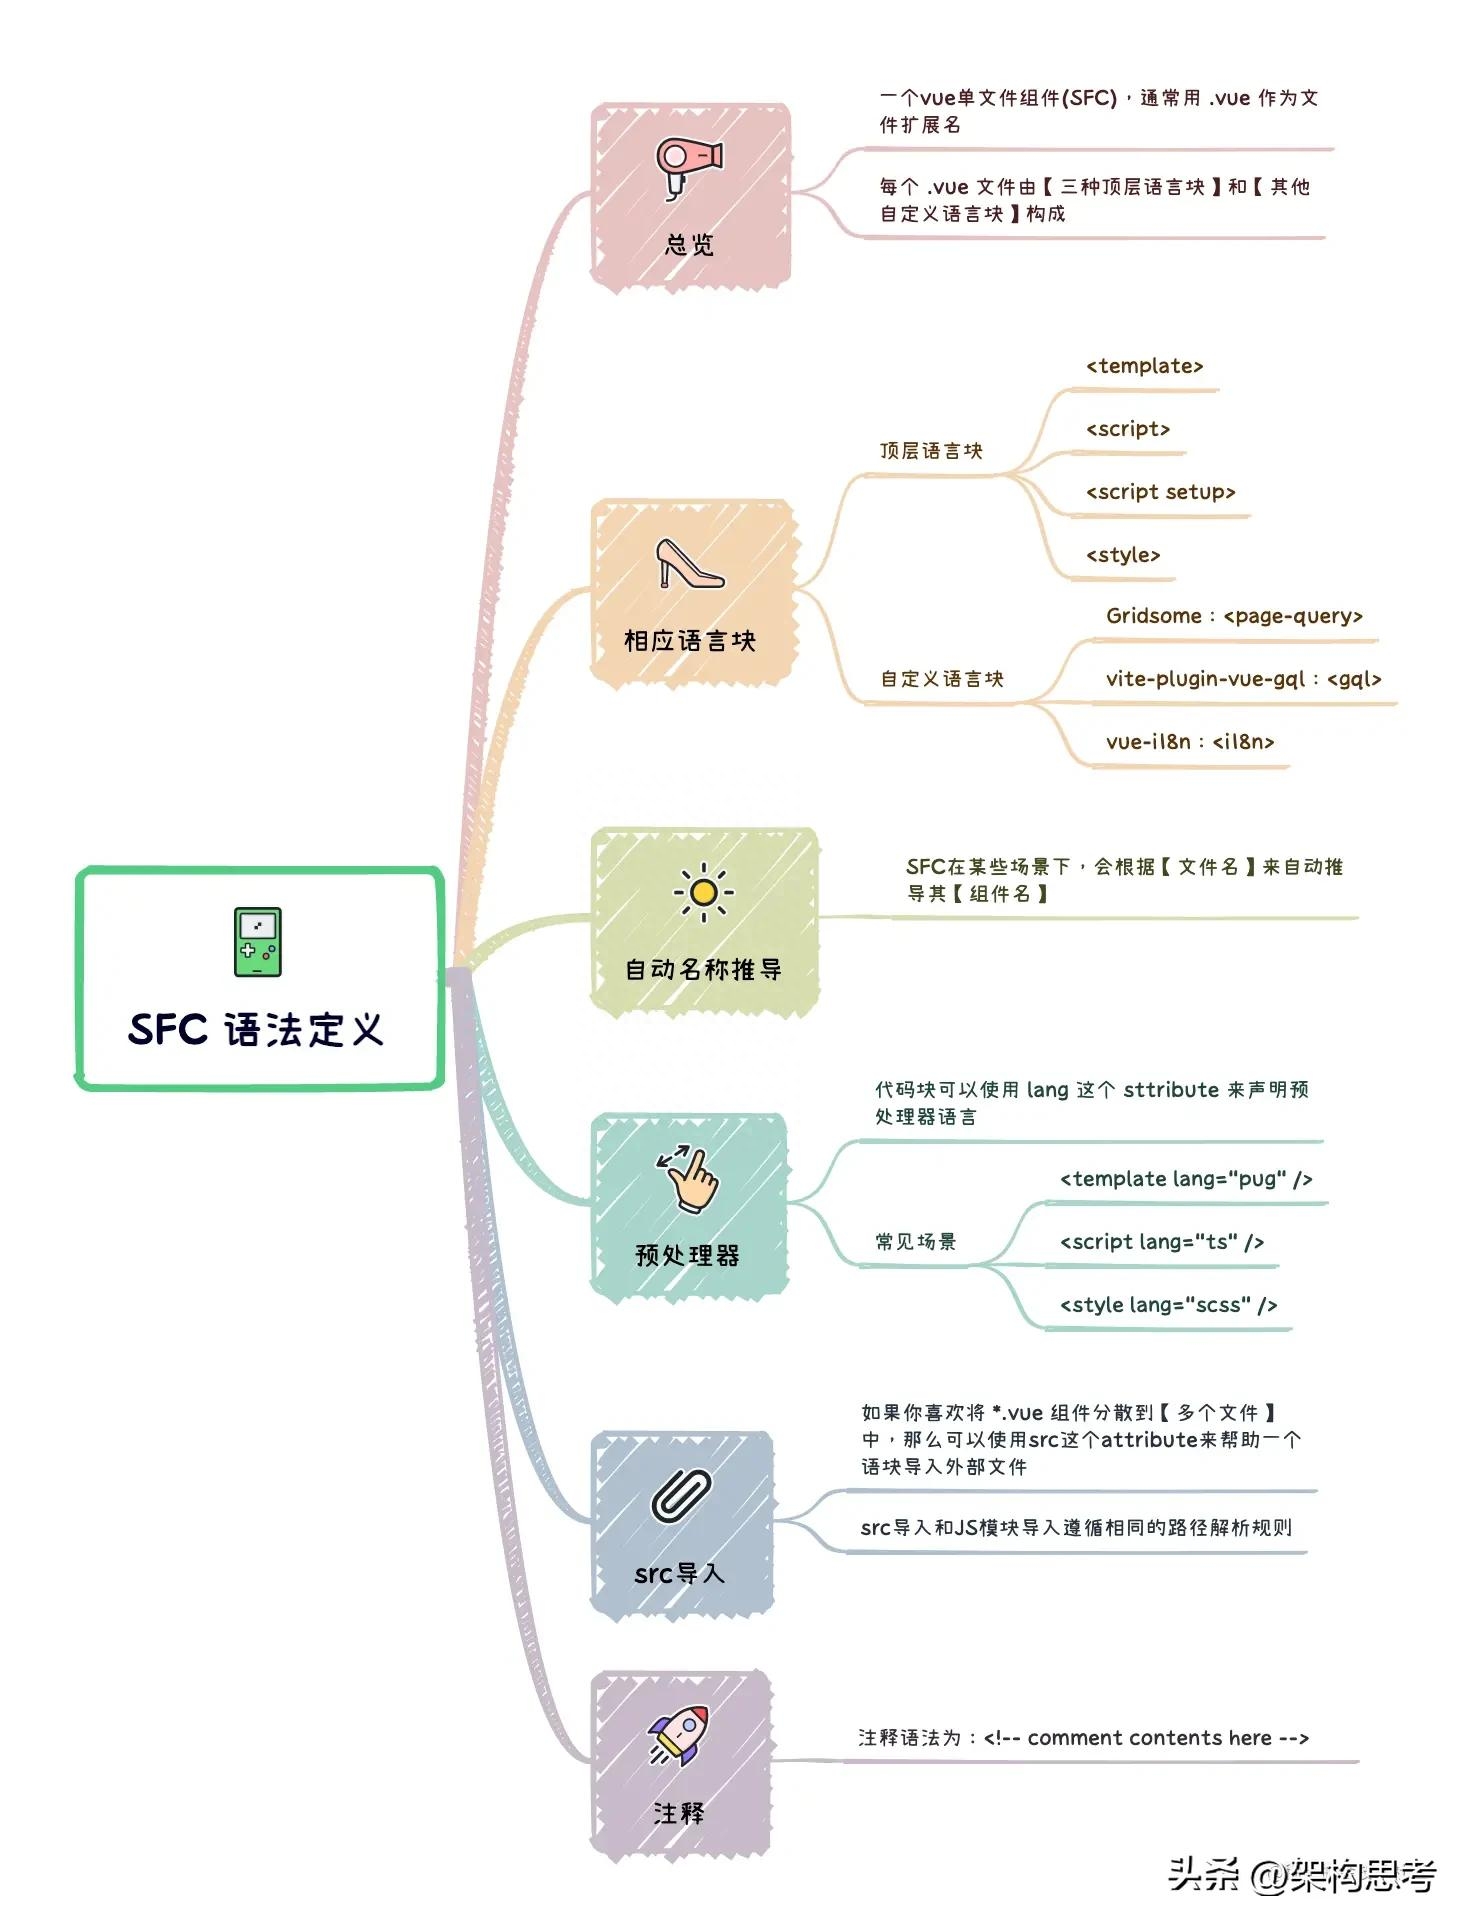 一个vue单文件组件(SFC)，通常用 .vue 作为文
件扩展名
每个 .vue 文件由【三种顶层语言块】和【其他
自定义语言块】构成
总览
<template>
<script>
顶层语言块
<script setup>
<style>
相应语言块
Gridsome：<page-query>
自定义语言块
vite-plugin-vue-gql：<gql>
vue-i18n：<i18n>
SFC在某些场景下，会根据【文件名】来自动推
导其【组件名】
自动名称推导
SFC 语法定义
代码块可以使用 lang 这个 sttribute 来声明预
处理器语言
<template lang="pug" />
常见场景
<script lang="ts" />
<style lang="scss" />
预处理器
如果你喜欢将 *.vue 组件分散到【多个文件】
中，那么可以使用src这个attribute来帮助一个
语块导入外部文件
src导入和JS模块导入遵循相同的路径解析规则
src导入
注释语法为：<!-- comment contents here -->
注释
头条 @架构思考